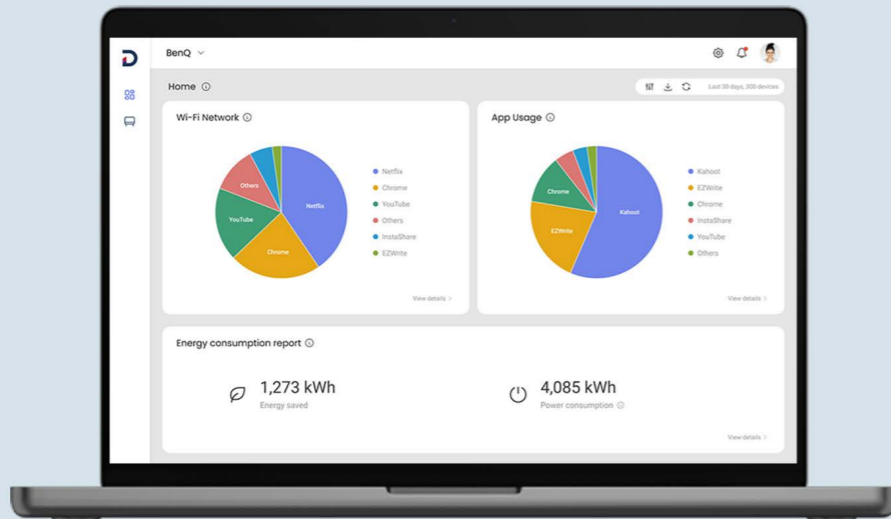 BenQ
Home
Last 30 days, 300 devices
Wi-Fi Network
Netflix
Chrome
YouTube
Others
Netflix
Chrome
YouTube
Others
InstaShare
EZWrite
View details >
App Usage
Kahoot
EZWrite
Chrome
Kahoot
EZWrite
Chrome
InstaShare
YouTube
Others
View details >
Energy consumption report
1,273 kWh
Energy saved
4,085 kWh
Power consumption
View details >